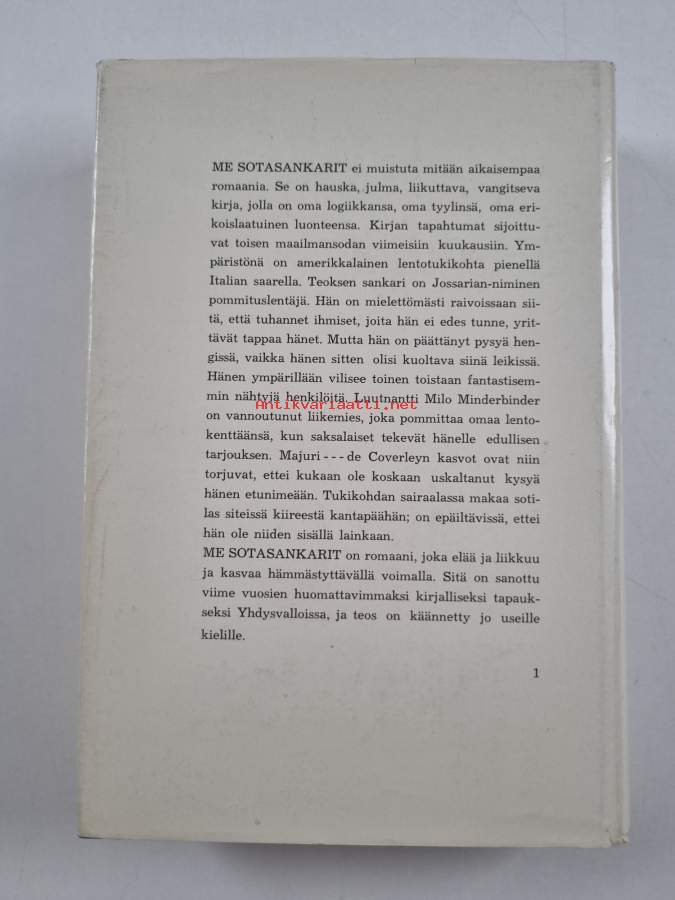 ME SOTASANKARIT ei muistuta mitään aikaisempaa
romaania. Se on hauska, julma, liikuttava, vangitseva
kirja, jolla on oma logiikkansa, oma tyylinsä, oma eri-
koislaatuinen luonteensa. Kirjan tapahtumat sijoittu-
vat toisen maailmansodan viimeisiin kuukausiin. Ym-
päristönä on amerikkalainen lentotukikohta pienellä
Italian saarella. Teoksen sankari on Jossarian-niminen
pommituslentäjä. Hän on mielettömästi raivoissaan sii-
tä, että tuhannet ihmiset, joita hän ei edes tunne, yrit-
tävät tappaa hänet. Mutta hän on päättänyt pysyä hen-
gissä, vaikka hänen sitten olisi kuoltava siinä leikissä.
Hänen ympärillään vilisee toinen toistaan fantastisem-
min nähtyjä henkilöitä. Luutnantti Milo Minderbinder
Antikvariaatti.net
on vannoutunut liikemies, joka pommittaa omaa lento-
kenttäänsä, kun saksalaiset tekevät hänelle edullisen
tarjouksen. Majuri --- de Coverleyn kasvot ovat niin
torjuvat, ettei kukaan ole koskaan uskaltanut kysyä
hänen etunimeään. Tukikohdan sairaalassa makaa soti-
las siteissä kiireestä kantapäähän; on epäiltävissä, ettei
hän ole niiden sisällä lainkaan.
ME SOTASANKARIT on romaani, joka elää ja liikkuu
ja kasvaa hämmästyttävällä voimalla. Sitä on sanottu
viime vuosien huomattavimmaksi kirjalliseksi tapauk-
seksi Yhdysvalloissa, ja teos on käännetty jo useille
kielille.
1